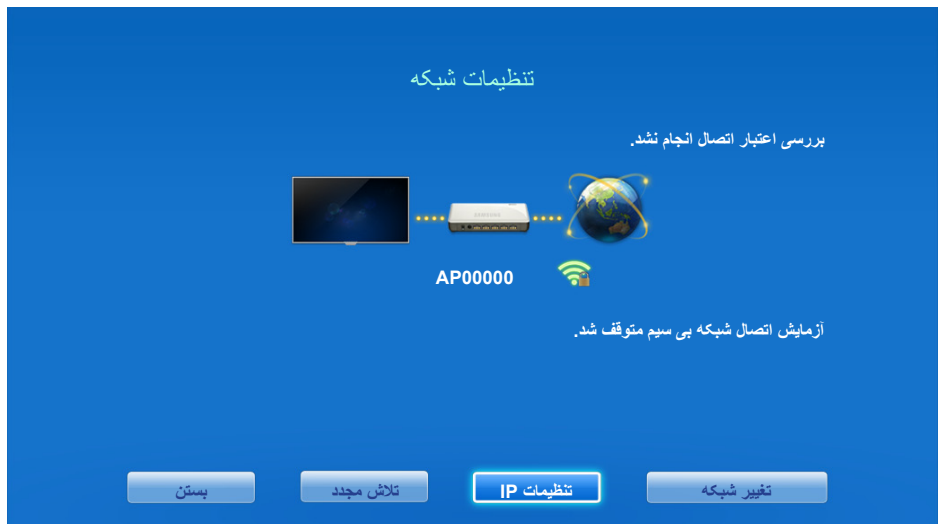 تنظیمات شبکه
بررسی اعتبار اتصال انجام نشد.
SAMSUNG
AP00000
آزمایش اتصال شبکه بی سیم متوقف شد.
تغییر شبکه
تنظیمات IP
تلاش مجدد
بستن